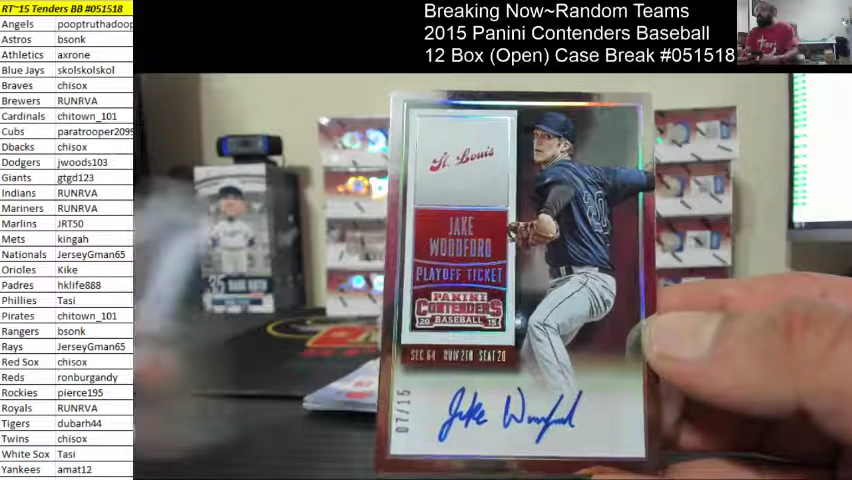 RT~15 Tenders BB #051518
Angels pooptruthadoop
Astros bsonk
Athletics axrone
Blue Jays skolskolskol
Braves chisox
Brewers RUNRVA
Cardinals chitown_101
Cubs paratrooper2099
Dbacks chisox
Dodgers jwoods103
Giants gtgd123
Indians RUNRVA
Mariners RUNRVA
Marlins JRT50
Mets kingah
Nationals JerseyGman65
Orioles Kike
Padres hklife888
Phillies Tasi
Pirates chitown_101
Rangers bsonk
Rays JerseyGman65
Red Sox chisox
Reds ronburgandy
Rockies pierce195
Royals RUNRVA
Tigers dubarh44
Twins chisox
White Sox Tasi
Yankees amat12
Breaking Now~Random Teams
2015 Panini Contenders Baseball
12 Box (Open) Case Break #051518
St. Louis
JAKE
WOODFORD
PLAYOFF TICKET
PANINI
CONTENDERS
20 BASEBALL 15
SEC 64 ROW 210 SEAT 20
20
07/15
Jake Woodford
35